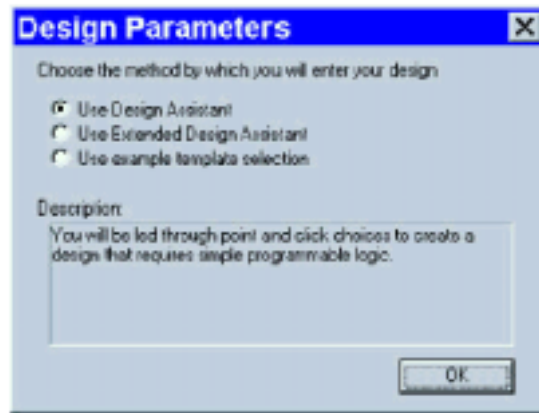 Design Parameters
Choose the method by which you will enter your design
Use Design Assistant
Use Extended Design Assistant
Use example template selection
Description:
You will be led through point and click choices to create a
design that requires simple programmable logic.
OK